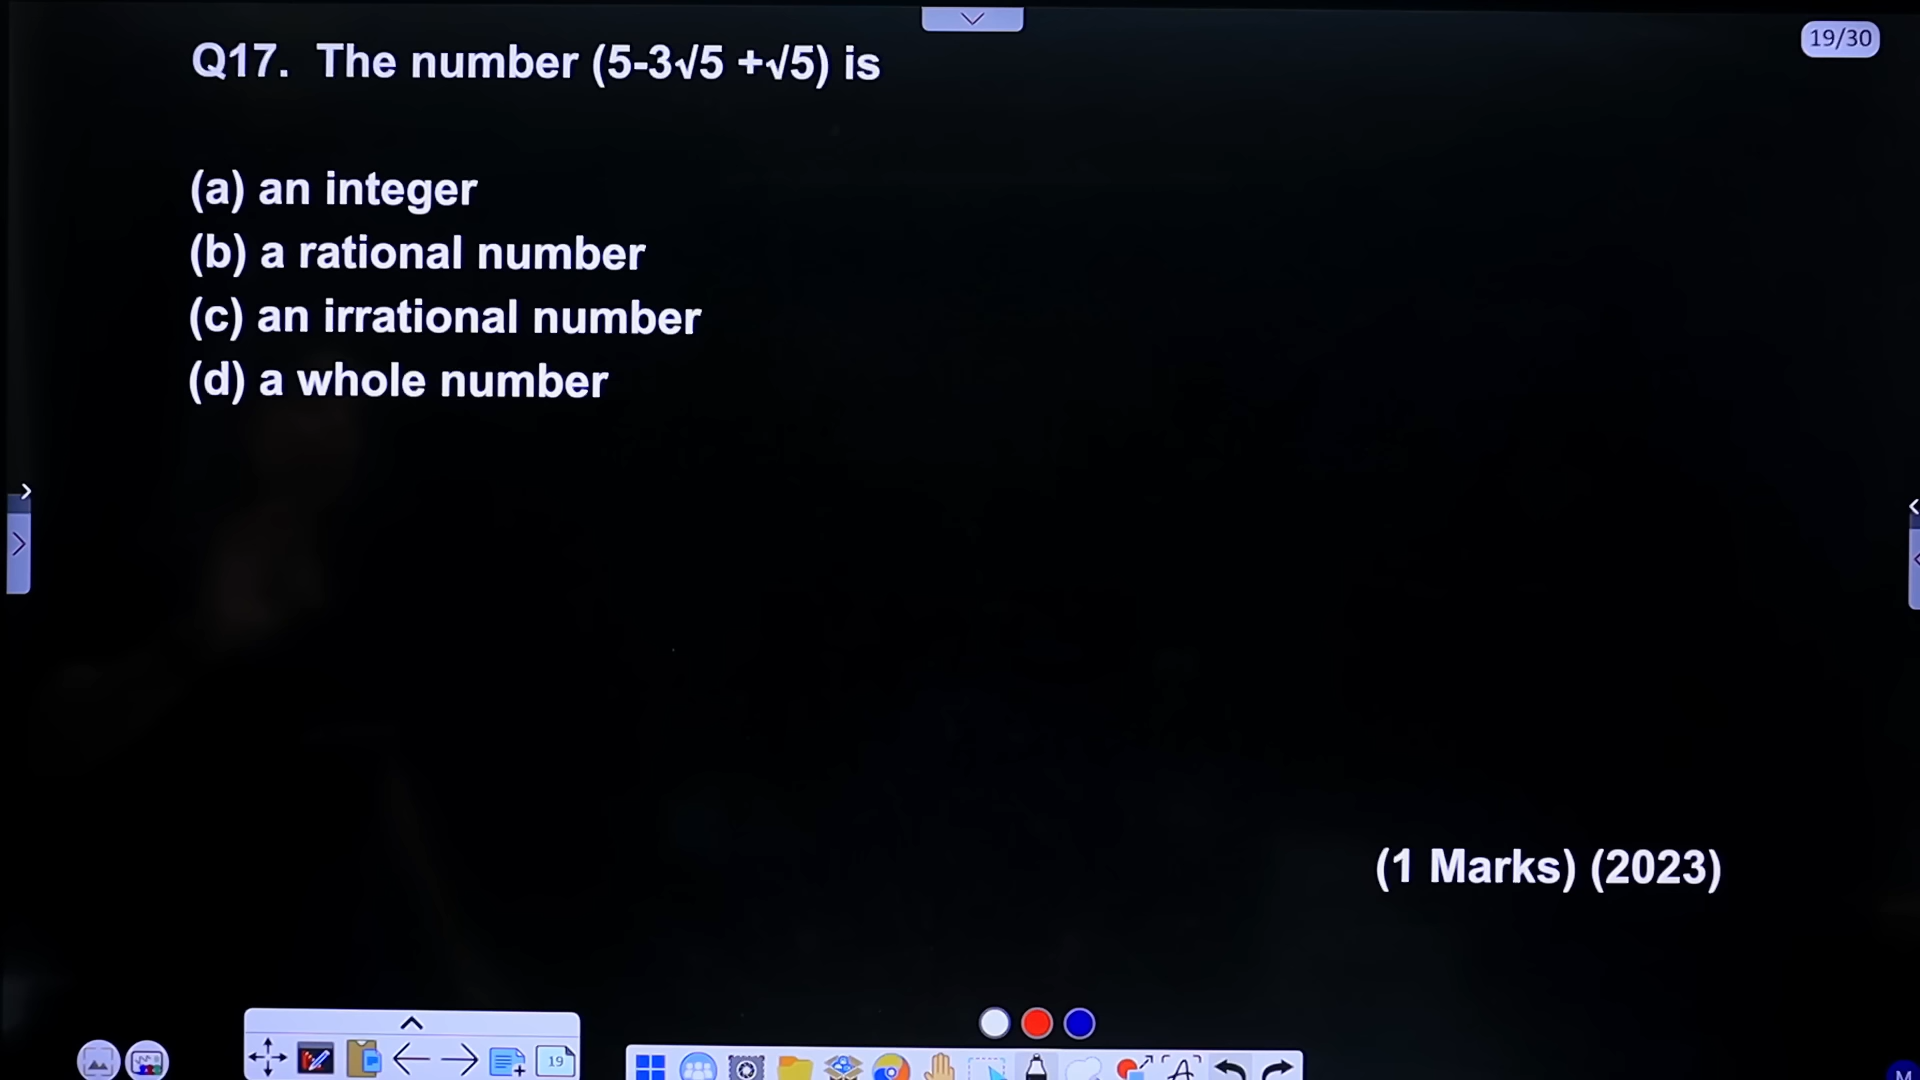 19/30
Q17. The number (5-3√5 +√5) is
(a) an integer
(b) a rational number
(c) an irrational number
(d) a whole number
(1 Marks) (2023)
19
M